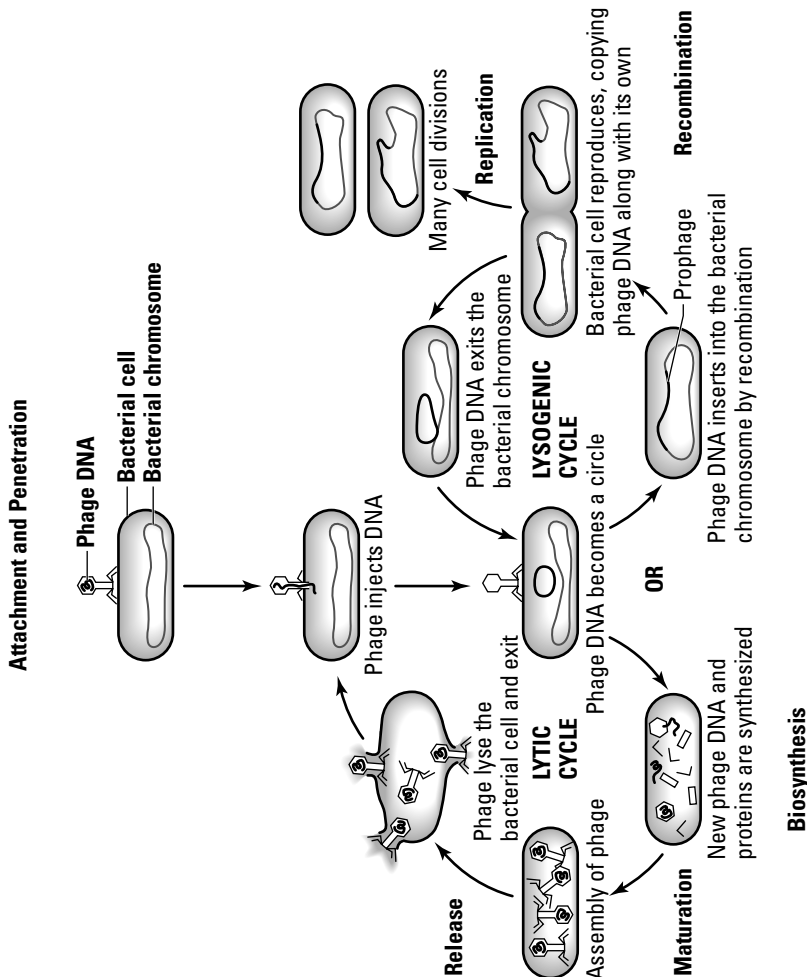 Attachment and Penetration
Phage DNA
Bacterial cell
Bacterial chromosome
Phage injects DNA
Phage DNA becomes a circle
OR
LYTIC
CYCLE
New phage DNA and
proteins are synthesized
Biosynthesis
Maturation
Assembly of phage
Release
Phage lyse the
bacterial cell and exit
LYSOGENIC
CYCLE
Phage DNA inserts into the bacterial
chromosome by recombination
Prophage
Recombination
Bacterial cell reproduces, copying
phage DNA along with its own
Replication
Many cell divisions
Phage DNA exits the
bacterial chromosome